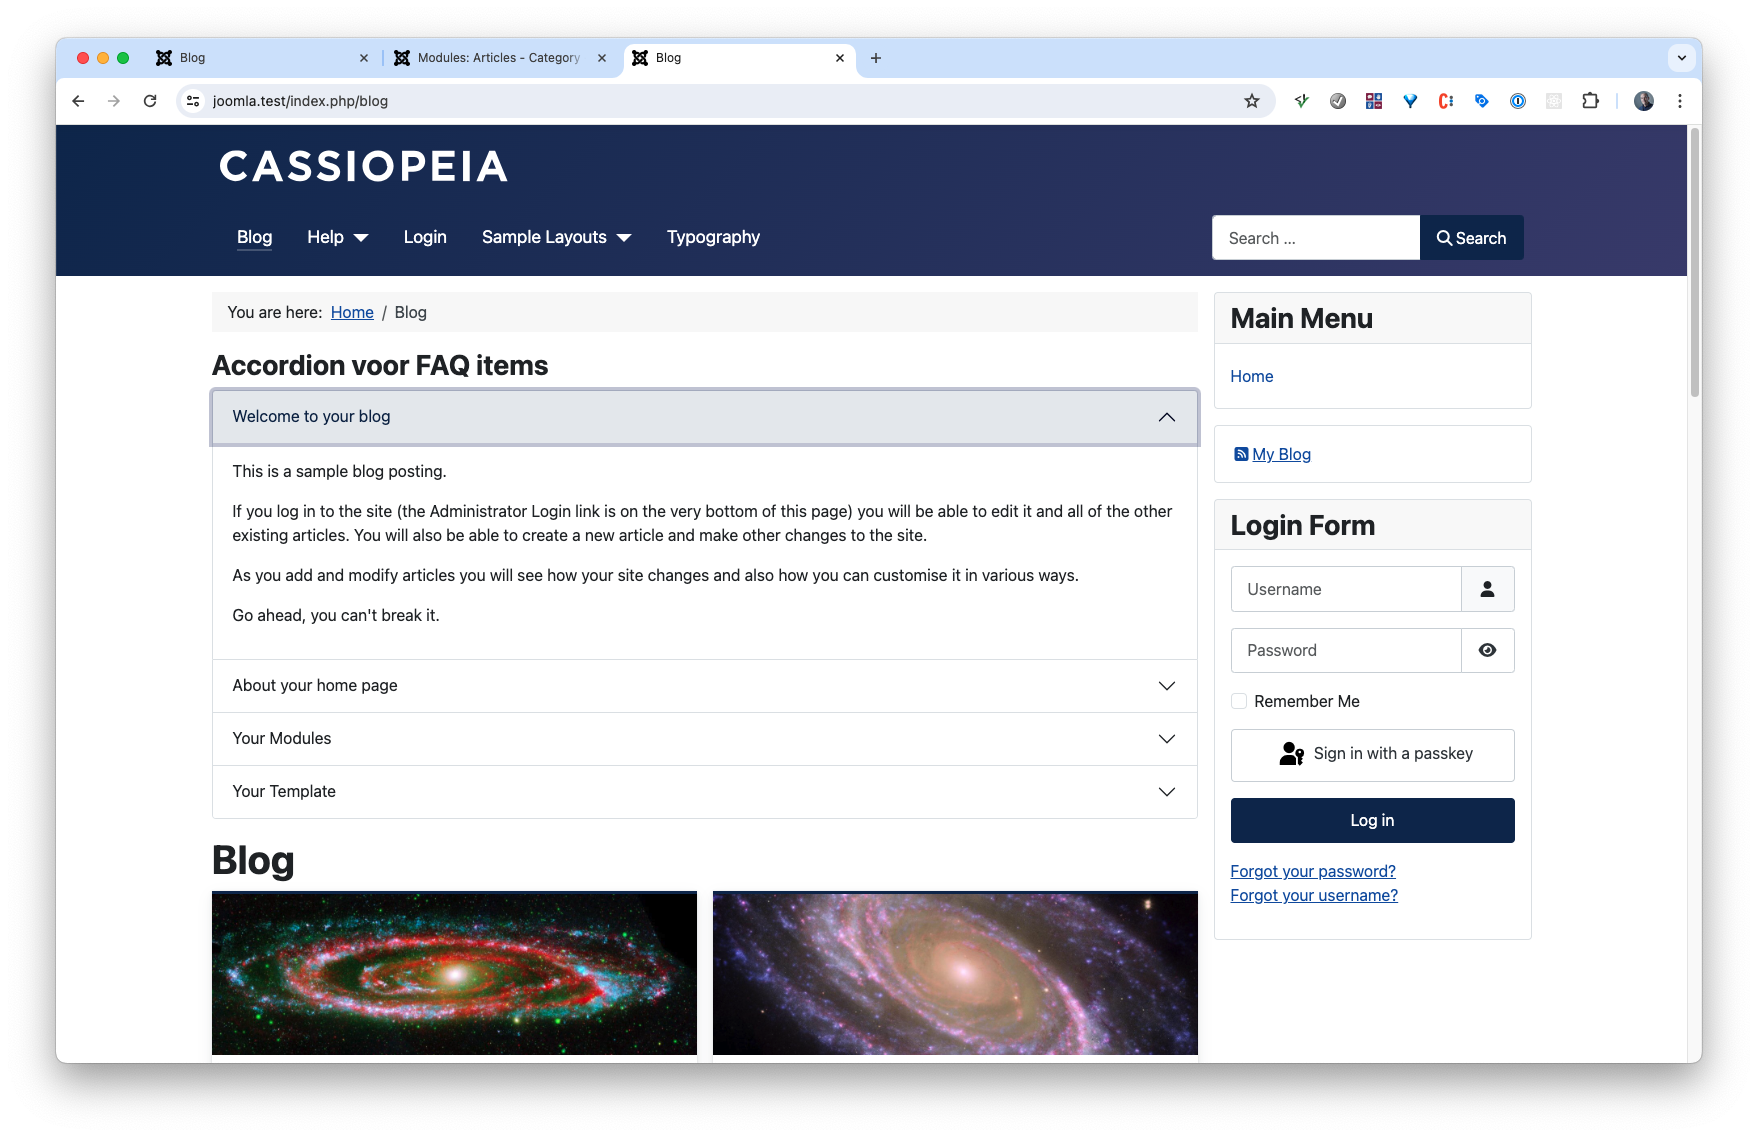 Blog
Modules: Articles - Category
Blog
joomla.test/index.php/blog
CASSIOPEIA
Blog Help Login Sample Layouts Typography
Search ... Search
You are here: Home / Blog
Accordion voor FAQ items
Welcome to your blog
This is a sample blog posting.
If you log in to the site (the Administrator Login link is on the very bottom of this page) you will be able to edit it and all of the other
existing articles. You will also be able to create a new article and make other changes to the site.
As you add and modify articles you will see how your site changes and also how you can customise it in various ways.
Go ahead, you can't break it.
About your home page
Your Modules
Your Template
Blog
Main Menu
Home
My Blog
Login Form
Username
Password
Remember Me
Sign in with a passkey
Log in
Forgot your password?
Forgot your username?